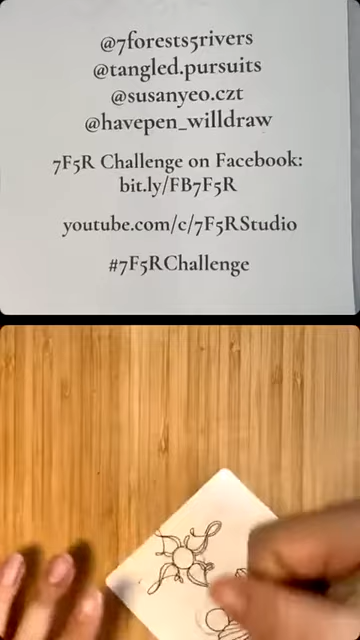 @7forests5rivers
@tangled.pursuits
@susanyeo.czt
@havepen_willdraw
7F5R Challenge on Facebook:
bit.ly/FB7F5R
youtube.com/c/7F5RStudio
#7F5RChallenge